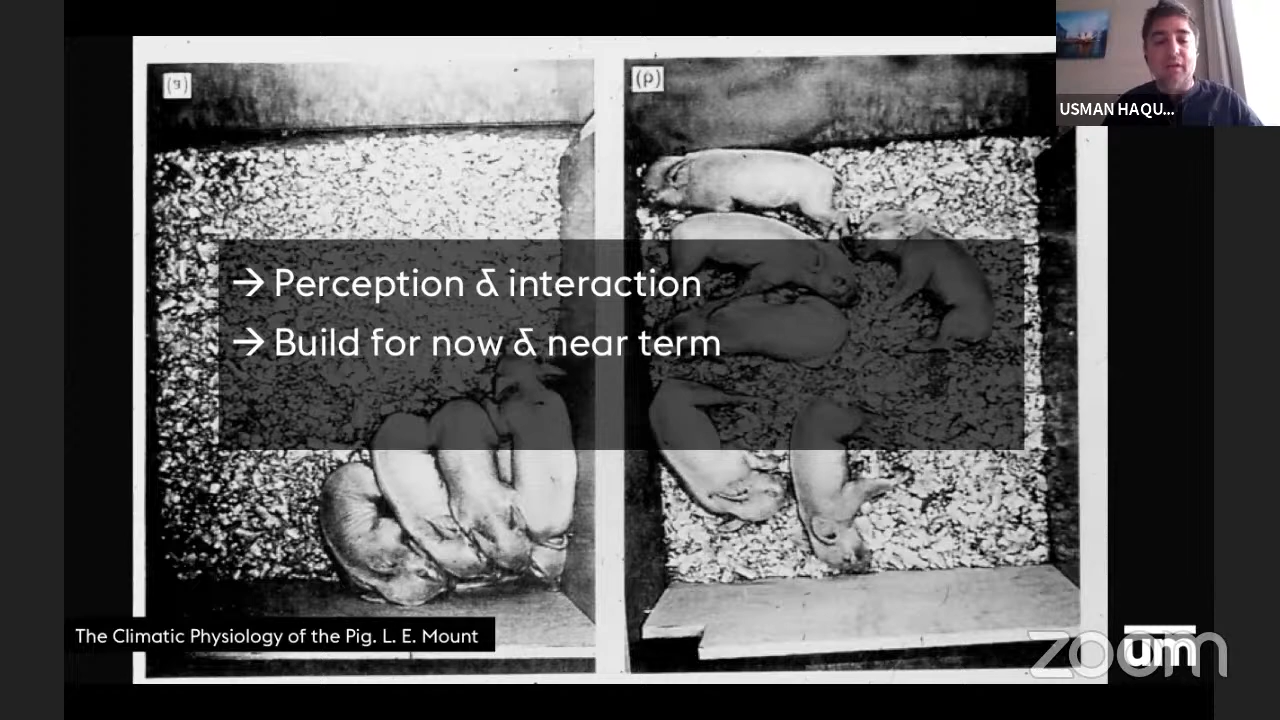 USMAN HAQU...
→ Perception & interaction
→ Build for now & near term
The Climatic Physiology of the Pig. L. E. Mount
zoom
um